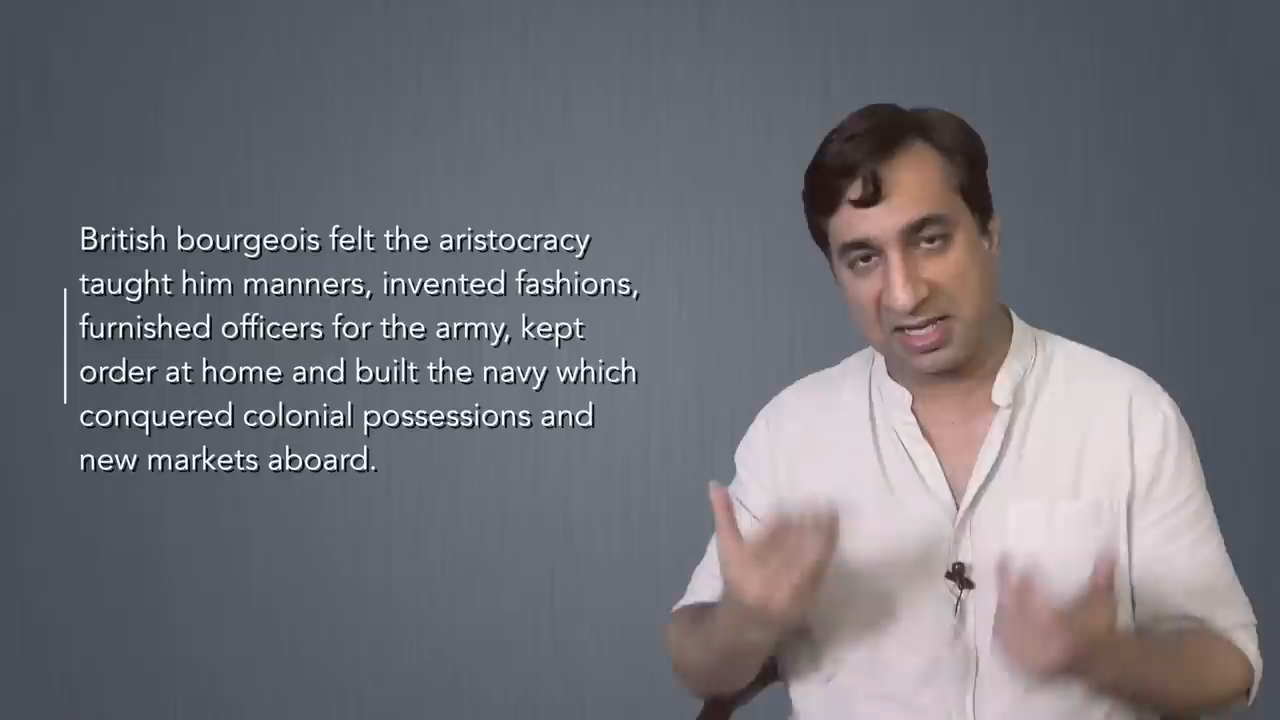 British bourgeois felt the aristocracy
taught him manners, invented fashions,
furnished officers for the army, kept
order at home and built the navy which
conquered colonial possessions and
new markets aboard.